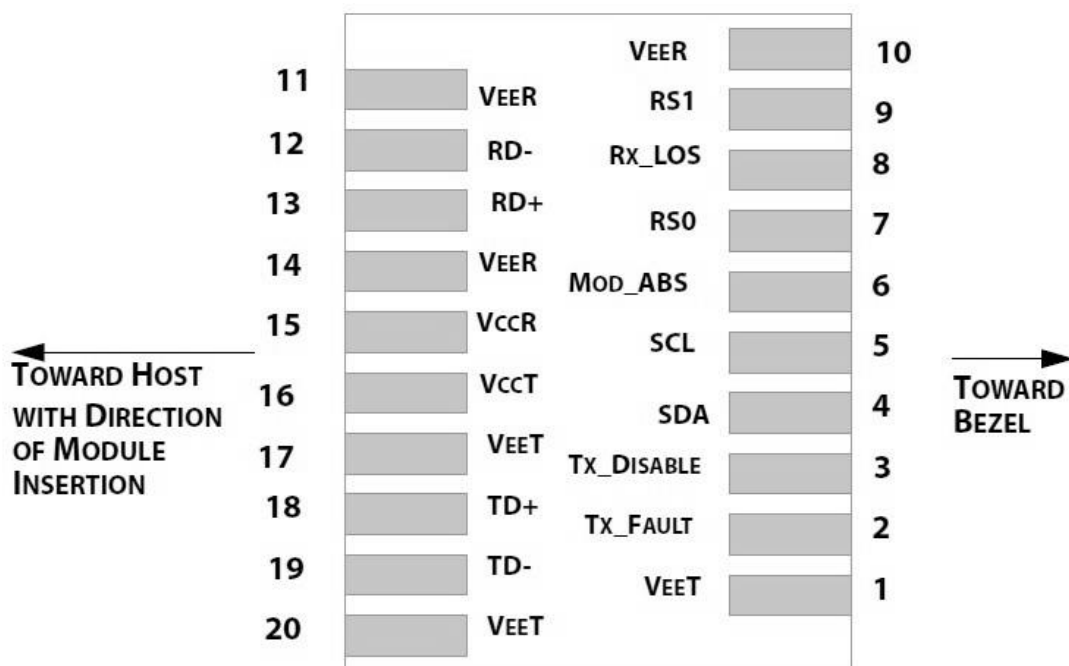 11 VEER
12 RD-
13 RD+
14 VEER
15 VCCR
16 VCCT
17 VEET
18 TD+
19 TD-
20 VEET
VEER 10
RS1 9
RX_LOS 8
RS0 7
MOD_ABS 6
SCL 5
SDA 4
TX_DISABLE 3
TX_FAULT 2
VEET 1
TOWARD HOST
WITH DIRECTION
OF MODULE
INSERTION
TOWARD
BEZEL